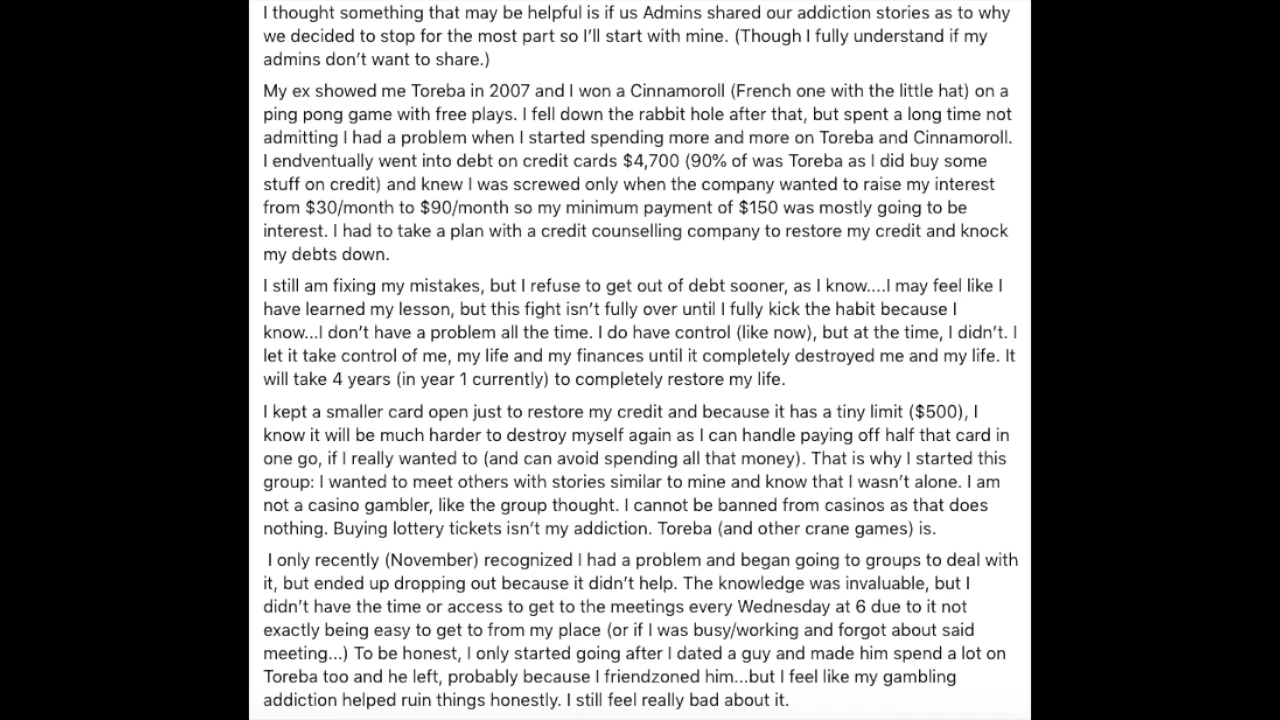 I thought something that may be helpful is if us Admins shared our addiction stories as to why
we decided to stop for the most part so I’ll start with mine. (Though I fully understand if my
admins don’t want to share.)
My ex showed me Toreba in 2007 and I won a Cinnamoroll (French one with the little hat) on a
ping pong game with free plays. I fell down the rabbit hole after that, but spent a long time not
admitting I had a problem when I started spending more and more on Toreba and Cinnamoroll.
I endventually went into debt on credit cards $4,700 (90% of was Toreba as I did buy some
stuff on credit) and knew I was screwed only when the company wanted to raise my interest
from $30/month to $90/month so my minimum payment of $150 was mostly going to be
interest. I had to take a plan with a credit counselling company to restore my credit and knock
my debts down.
I still am fixing my mistakes, but I refuse to get out of debt sooner, as I know....I may feel like I
have learned my lesson, but this fight isn’t fully over until I fully kick the habit because I
know...I don’t have a problem all the time. I do have control (like now), but at the time, I didn’t. I
let it take control of me, my life and my finances until it completely destroyed me and my life. It
will take 4 years (in year 1 currently) to completely restore my life.
I kept a smaller card open just to restore my credit and because it has a tiny limit ($500), I
know it will be much harder to destroy myself again as I can handle paying off half that card in
one go, if I really wanted to (and can avoid spending all that money). That is why I started this
group: I wanted to meet others with stories similar to mine and know that I wasn’t alone. I am
not a casino gambler, like the group thought. I cannot be banned from casinos as that does
nothing. Buying lottery tickets isn’t my addiction. Toreba (and other crane games) is.
I only recently (November) recognized I had a problem and began going to groups to deal with
it, but ended up dropping out because it didn’t help. The knowledge was invaluable, but I
didn’t have the time or access to get to the meetings every Wednesday at 6 due to it not
exactly being easy to get to from my place (or if I was busy/working and forgot about said
meeting...) To be honest, I only started going after I dated a guy and made him spend a lot on
Toreba too and he left, probably because I friendzoned him...but I feel like my gambling
addiction helped ruin things honestly. I still feel really bad about it.